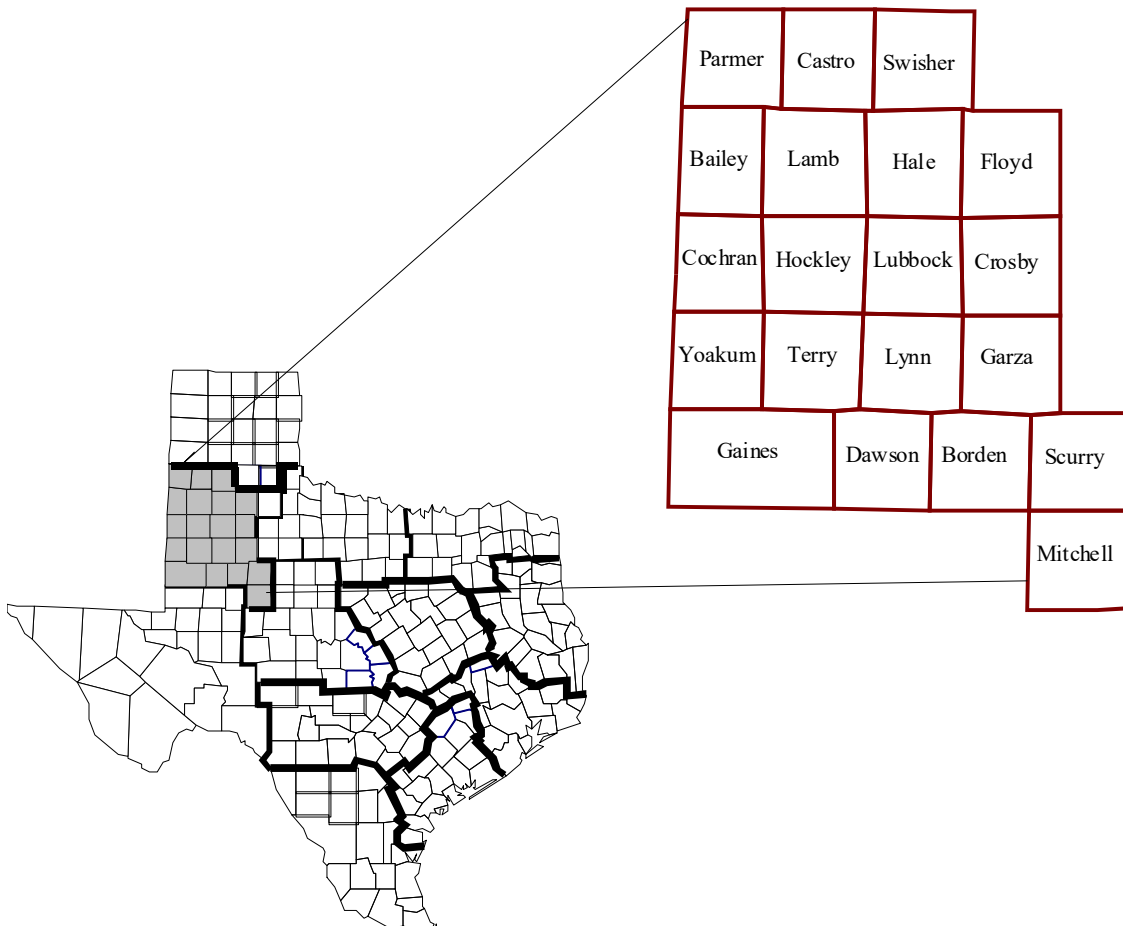 Parmer Castro Swisher
Bailey Lamb Hale Floyd
Cochran Hockley Lubbock Crosby
Yoakum Terry Lynn Garza
Gaines Dawson Borden Scurry
Mitchell